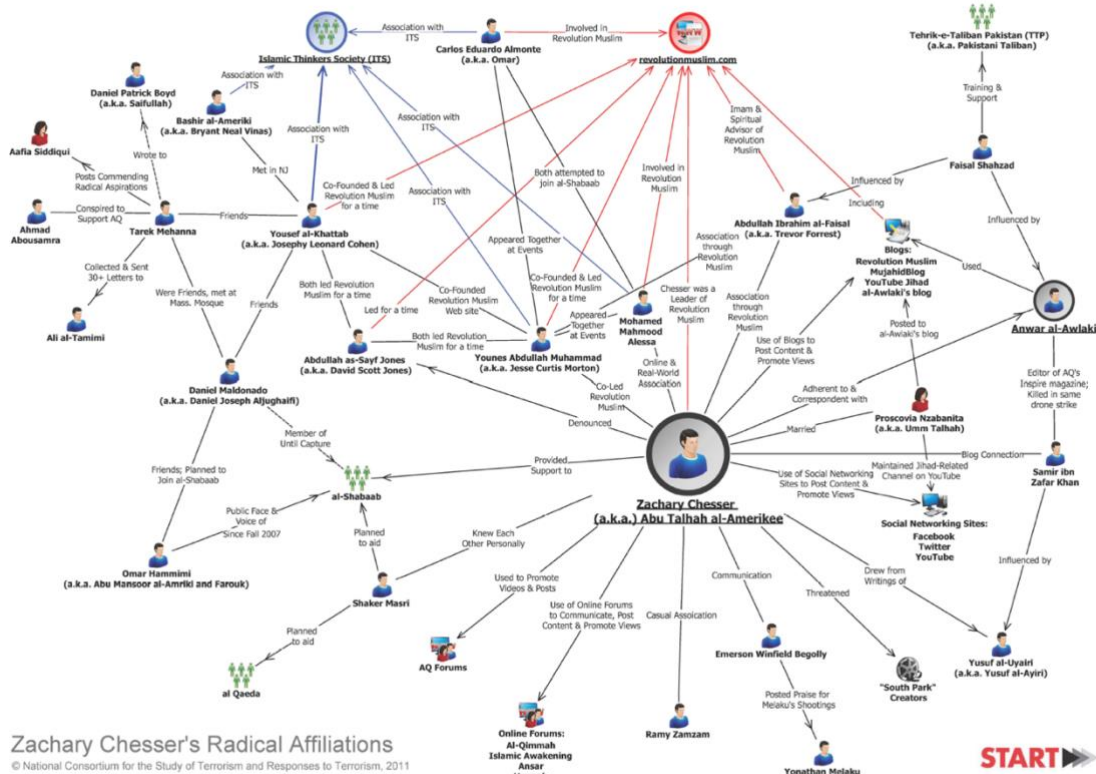 Islamic Thinkers Society (ITS)
Association with
ITS
Carlos Eduardo Almonte
(a.k.a. Omar)
Involved in
Revolution Muslim
revolutionmuslim.com
Tehrik-e-Taliban Pakistan (TTP)
(a.k.a. Pakistani Taliban)
Training &
Support
Faisal Shahzad
Daniel Patrick Boyd
(a.k.a. Saifullah)
Association with
ITS
Bashir al-Ameriki
(a.k.a. Bryant Neal Vinas)
Aafia Siddiqui
Wrote to
Posts Commending
Radical Aspirations
Met in NJ
Association with
ITS
Co-Founded & Led
Revolution Muslim
for a time
Association with
ITS
Both attempted to
join al-Shabaab
Involved in
Revolution
Muslim
Imam &
Spiritual
Advisor of
Revolution
Muslim
Influenced by
Including
Influenced by
Ahmad
Abousamra
Conspired to
Support AQ
Tarek Mehanna
Friends
Yousef al-Khattab
(a.k.a. Josephy Leonard Cohen)
Appeared Together
at Events
Abdullah Ibrahim al-Faisal
(a.k.a. Trevor Forrest)
Association
through
Revolution
Muslim
Blogs:
Revolution Muslim
MujahidBlog
YouTube Jihad
al-Awlaki's blog
Used
Anwar al-Awlaki
Collected & Sent
30+ Letters to
Ali al-Tamimi
Were Friends, met at
Mass. Mosque
Friends
Both led Revolution
Muslim for a time
Co-Founded
Revolution Muslim
Web site
Co-Founded & Led
Revolution Muslim
for a time
Led for a time
Appeared
Together
at Events
Mohamed
Mahmood
Alessa
Chesser was a
Leader of
Revolution
Muslim
Association
through
Revolution
Muslim
Use of Blogs to
Post Content &
Promote Views
Posted to
al-Awlaki's blog
Abdullah as-Sayf Jones
(a.k.a. David Scott Jones)
Both led Revolution
Muslim for a time
Younes Abdullah Muhammad
(a.k.a. Jesse Curtis Morton)
Online &
Real-World
Association
Editor of AQ's
Inspire magazine;
Killed in same
drone strike
Daniel Maldonado
(a.k.a. Daniel Joseph Aljughaifi)
Denounced
Co-Led
Revolution
Muslim
Adherent to &
Correspondent with
Married
Proscovia Nzabanita
(a.k.a. Umm Talhah)
Member of
Until Capture
Provided
Support to
Blog Connection
Samir ibn
Zafar Khan
Friends; Planned to
Join al-Shabaab
al-Shabaab
Use of Social Networking
Sites to Post Content &
Promote Views
Maintained Jihad-Related
Channel on YouTube
Zachary Chesser
(a.k.a.) Abu Talhah al-Amerikee
Social Networking Sites:
Facebook
Twitter
YouTube
Public Face &
Voice of
Since Fall 2007
Planned
to aid
Knew Each
Other Personally
Omar Hammimi
(a.k.a. Abu Mansoor al-Amriki and Farouk)
Shaker Masri
Used to Promote
Videos & Posts
Use of Online Forums
to Communicate, Post
Content & Promote Views
Casual Assoication
Communication
Threatened
Drew from
Writings of
Influenced by
Planned
to aid
al Qaeda
AQ Forums
Emerson Winfield Begolly
"South Park"
Creators
Yusuf al-Uyairi
(a.k.a. Yusuf al-Ayiri)
Posted Praise for
Melaku's Shootings
Online Forums:
Al-Qimmah
Islamic Awakening
Ansar
Ramy Zamzam
Yonathan Melaku
Zachary Chesser's Radical Affiliations
© National Consortium for the Study of Terrorism and Responses to Terrorism, 2011
START